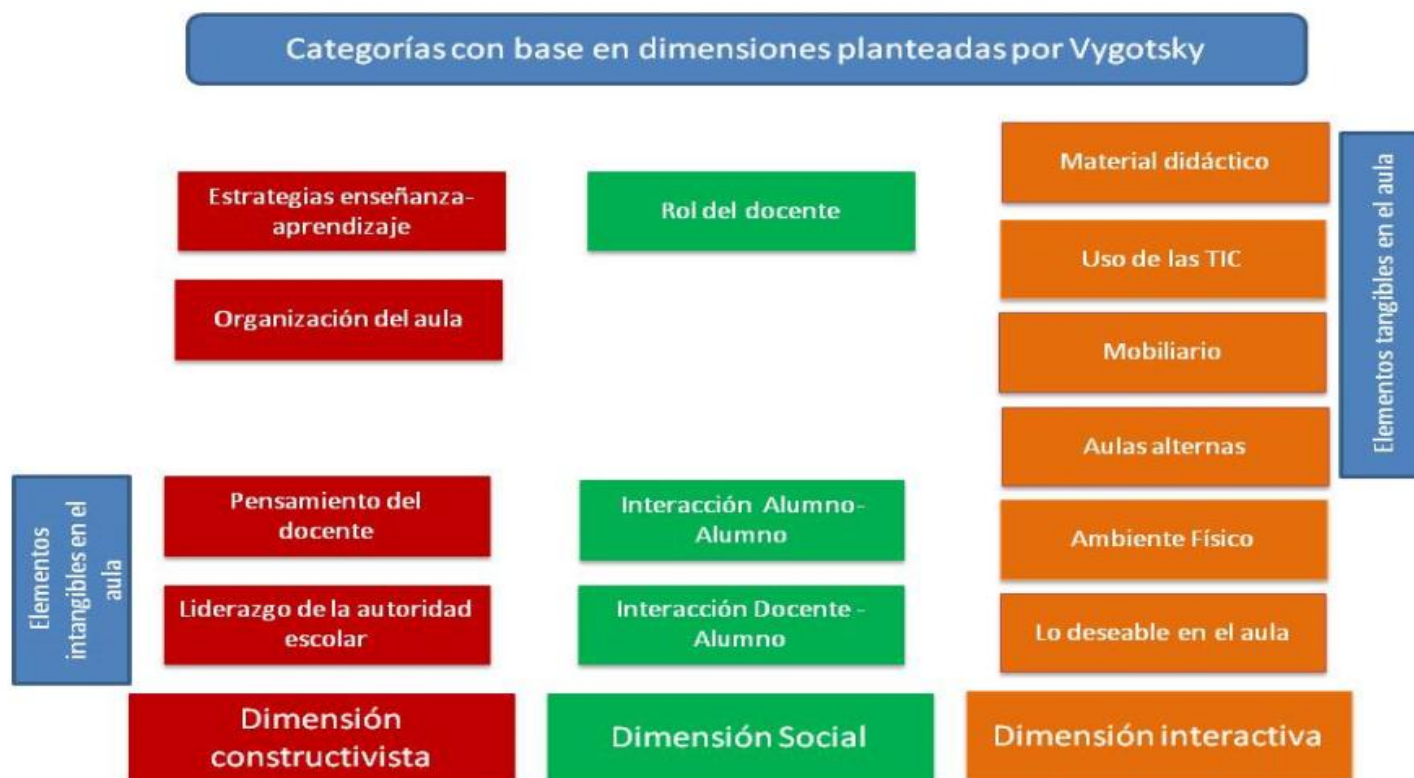 Categorías con base en dimensiones planteadas por Vygotsky
Estrategias enseñanza-
aprendizaje
Organización del aula
Pensamiento del
docente
Liderazgo de la autoridad
escolar
Dimensión
constructivista
Elementos
intangibles en el
aula
Rol del docente
Interacción Alumno-
Alumno
Interacción Docente -
Alumno
Dimensión Social
Material didáctico
Uso de las TIC
Mobiliario
Aulas alternas
Ambiente Físico
Lo deseable en el aula
Dimensión interactiva
Elementos tangibles en el aula